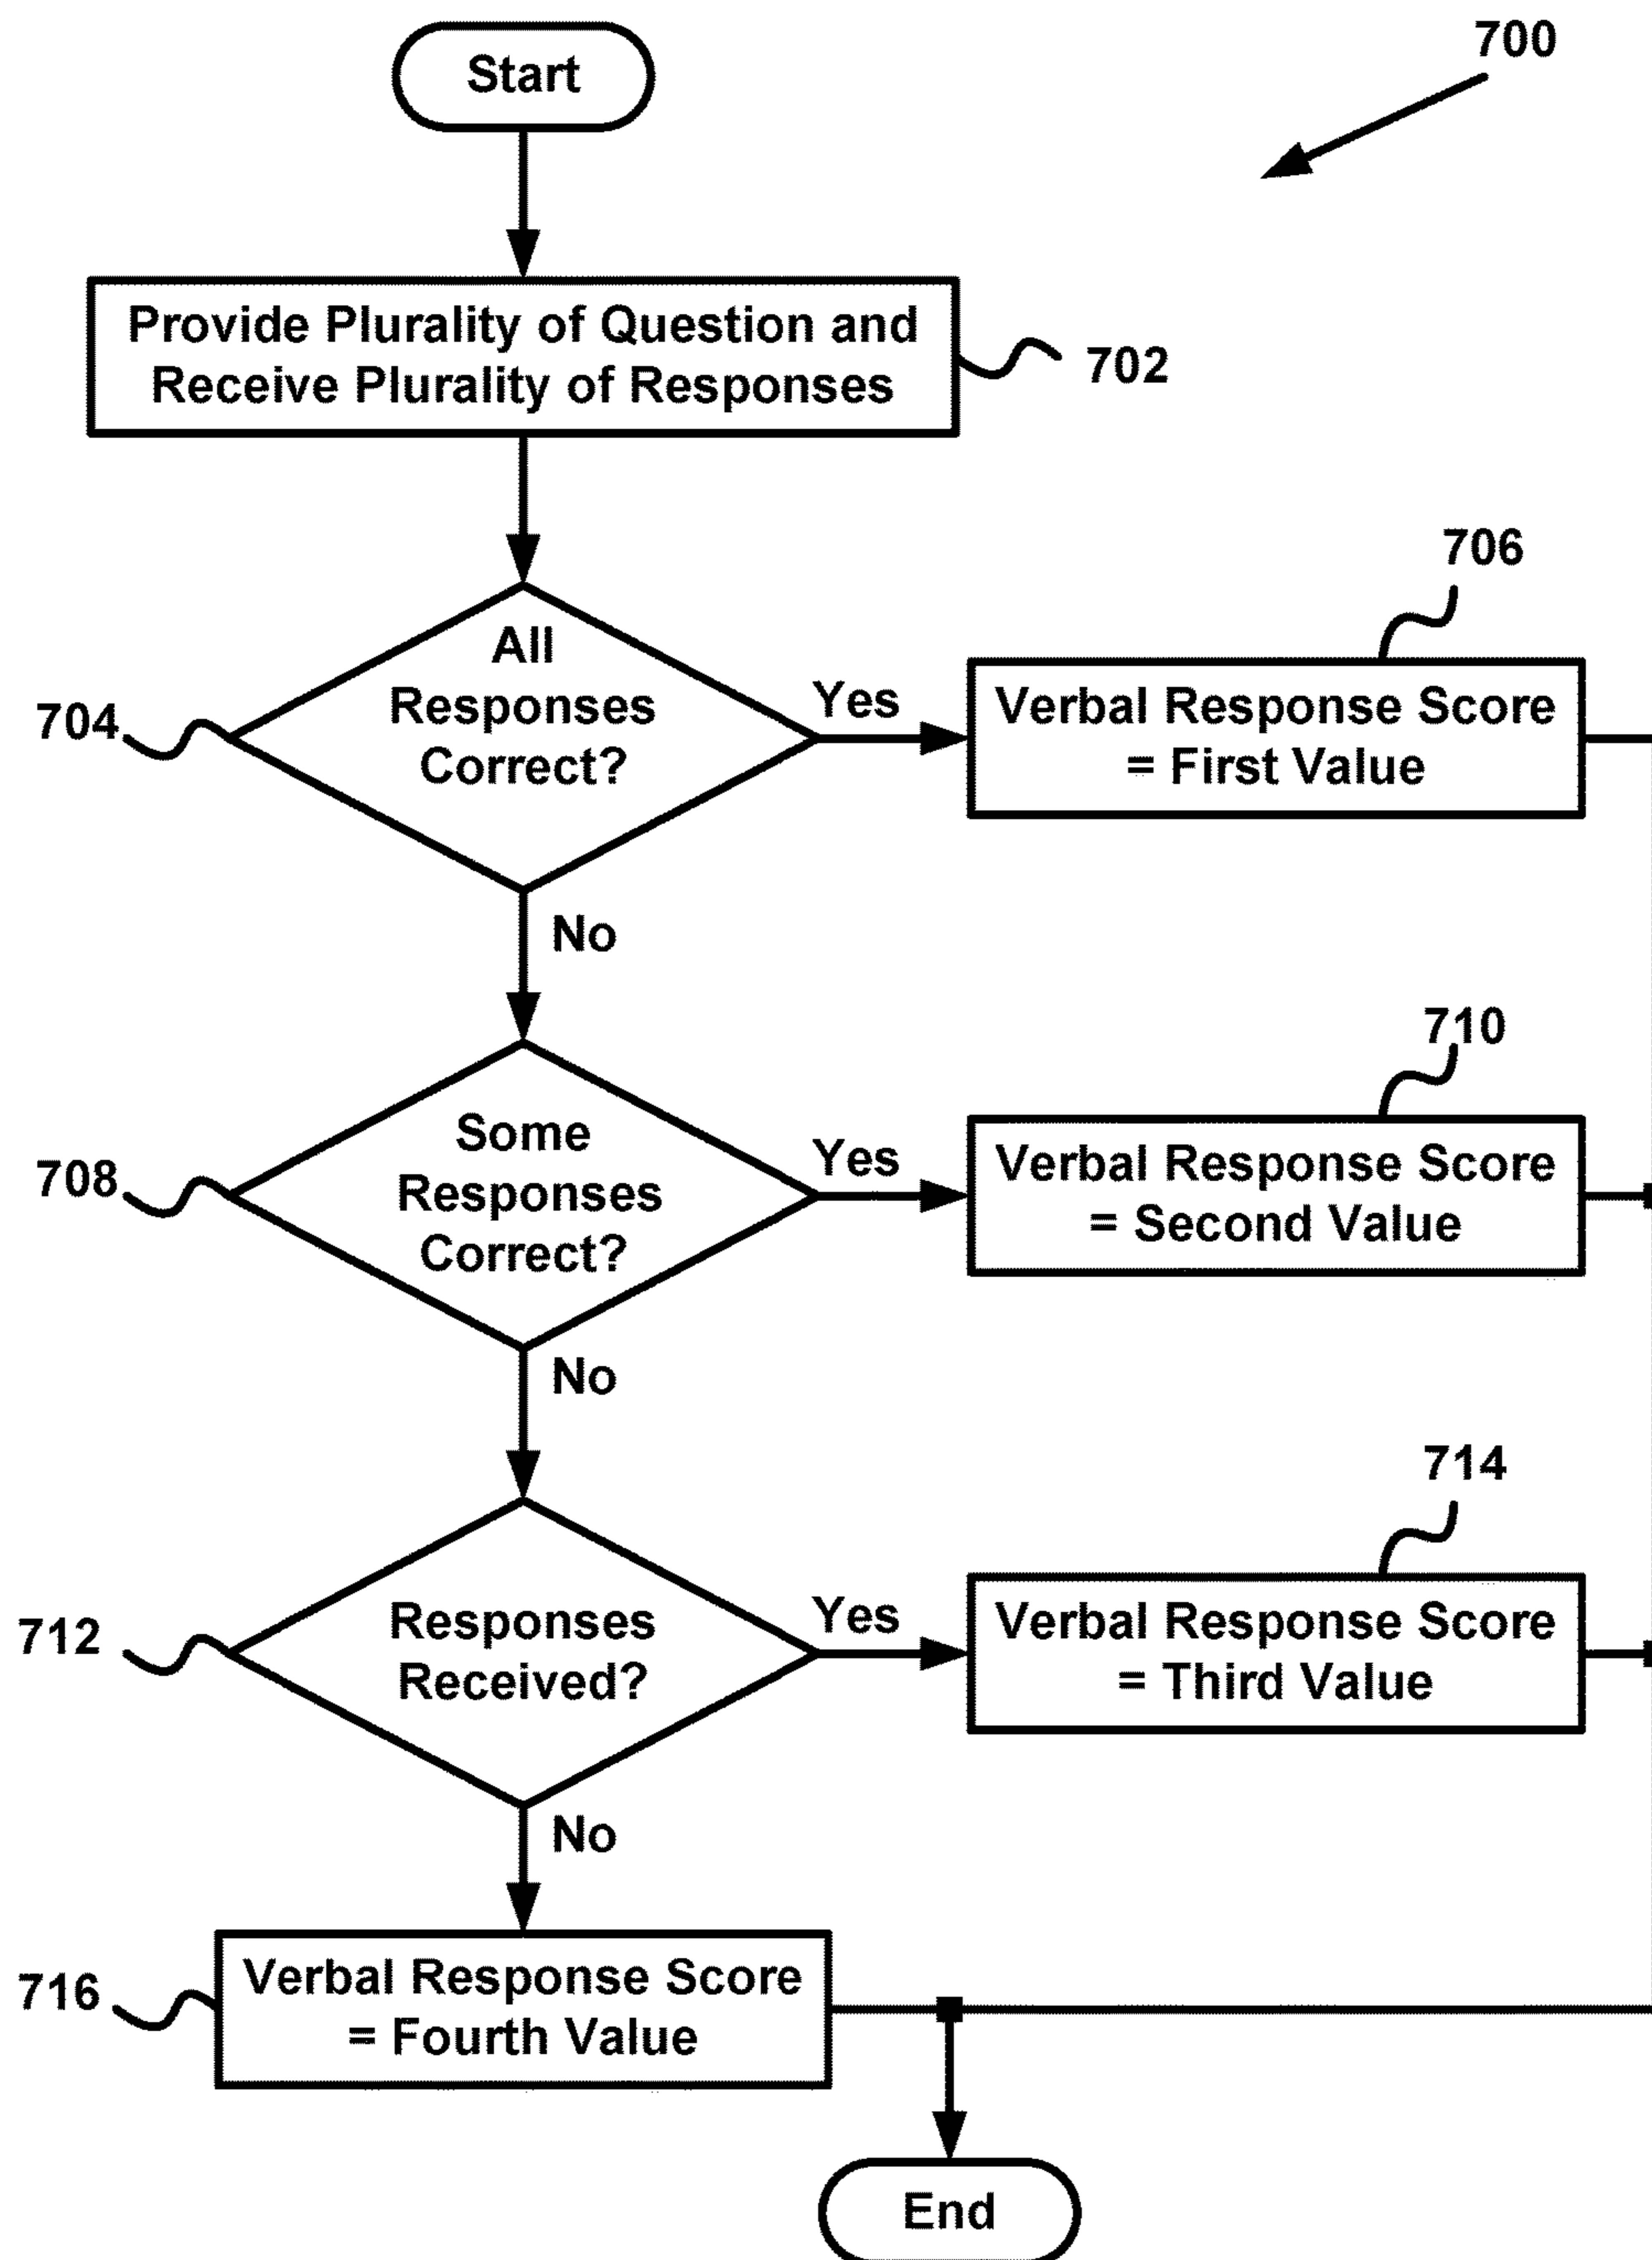 700
Start
Provide Plurality of Question and
Receive Plurality of Responses
702
All
Responses
Correct?
704
Yes
706
Verbal Response Score
= First Value
No
Some
Responses
Correct?
708
Yes
710
Verbal Response Score
= Second Value
No
Responses
Received?
712
Yes
714
Verbal Response Score
= Third Value
No
716
Verbal Response Score
= Fourth Value
End